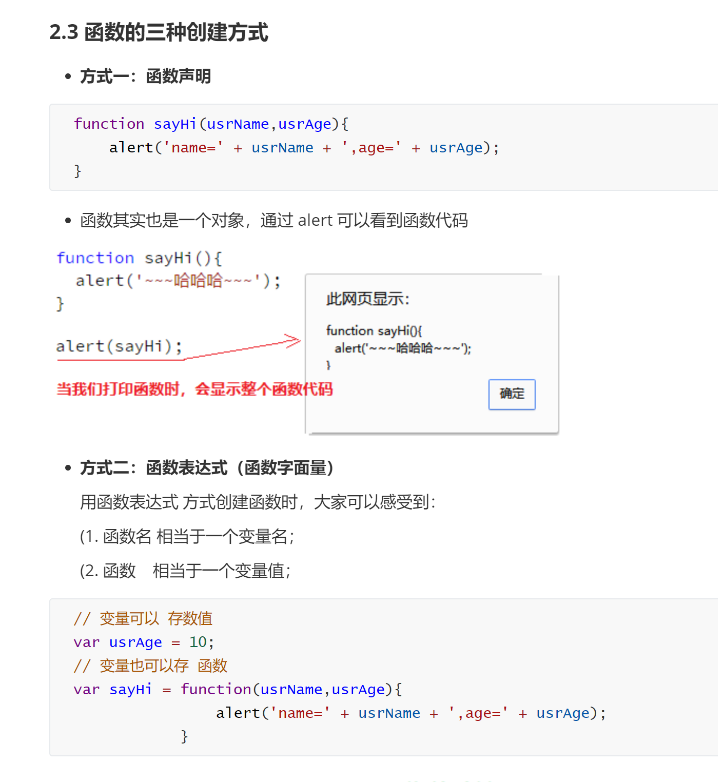 2.3 函数的三种创建方式
• 方式一：函数声明
function sayHi(usrName,usrAge){
    alert('name=' + usrName + ',age=' + usrAge);
}
• 函数其实也是一个对象，通过 alert 可以看到函数代码
function sayHi(){
  alert('~~~哈哈哈~~~');
}
alert(sayHi);
当我们打印函数时，会显示整个函数代码
此网页显示：
function sayHi(){
  alert('~~~哈哈哈~~~');
}
确定
• 方式二：函数表达式（函数字面量）
用函数表达式 方式创建函数时，大家可以感受到：
(1. 函数名 相当于一个变量名；
(2. 函数    相当于一个变量值；
// 变量可以 存数值
var usrAge = 10;
// 变量也可以存 函数
var sayHi = function(usrName,usrAge){
                alert('name=' + usrName + ',age=' + usrAge);
            }